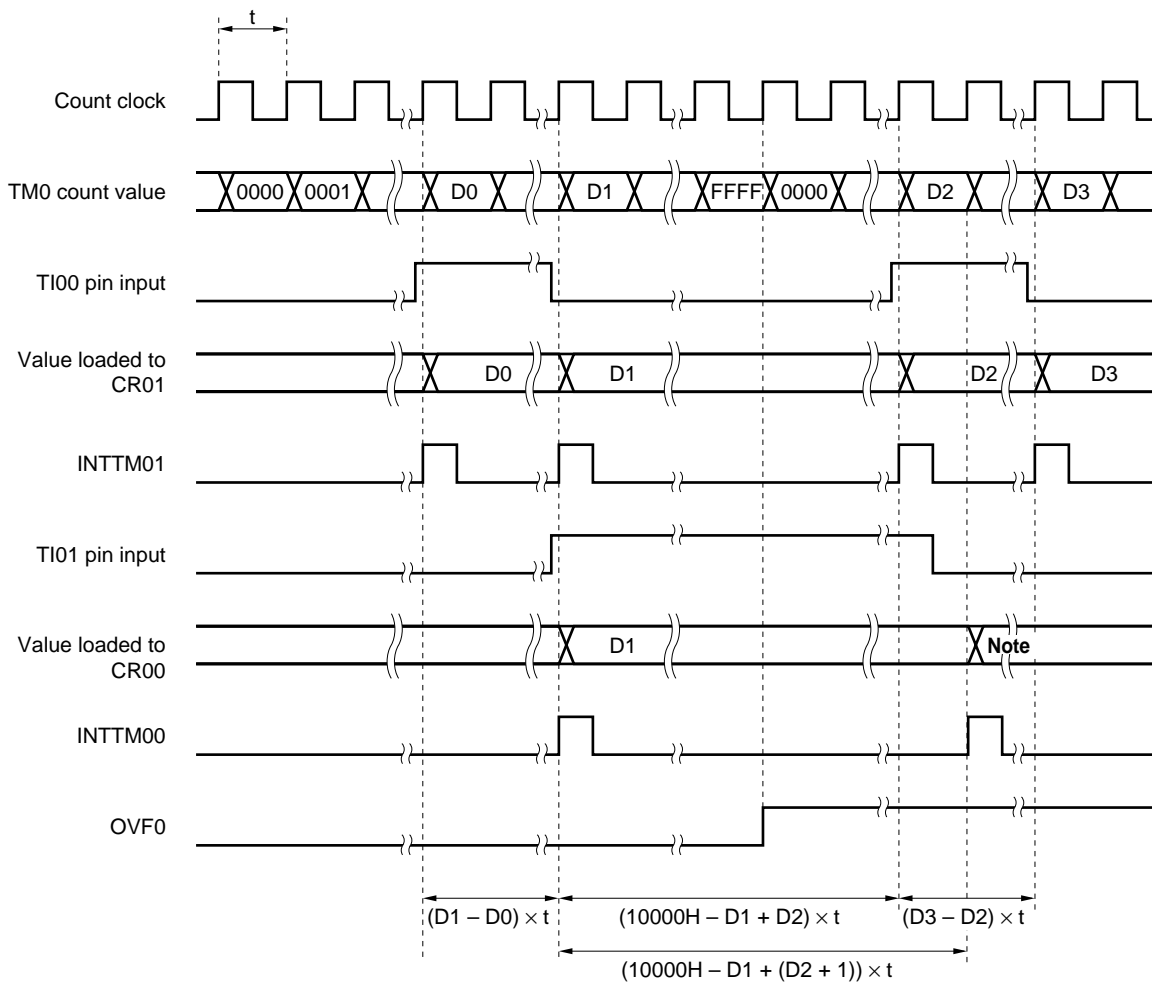 t
Count clock
TM0 count value
0000 0001 D0 D1 FFFF 0000 D2 D3
TI00 pin input
Value loaded to
CR01
D0 D1 D2 D3
INTTM01
TI01 pin input
Value loaded to
CR00
D1 Note
INTTM00
OVF0
(D1 – D0) × t (10000H – D1 + D2) × t (D3 – D2) × t
(10000H – D1 + (D2 + 1)) × t